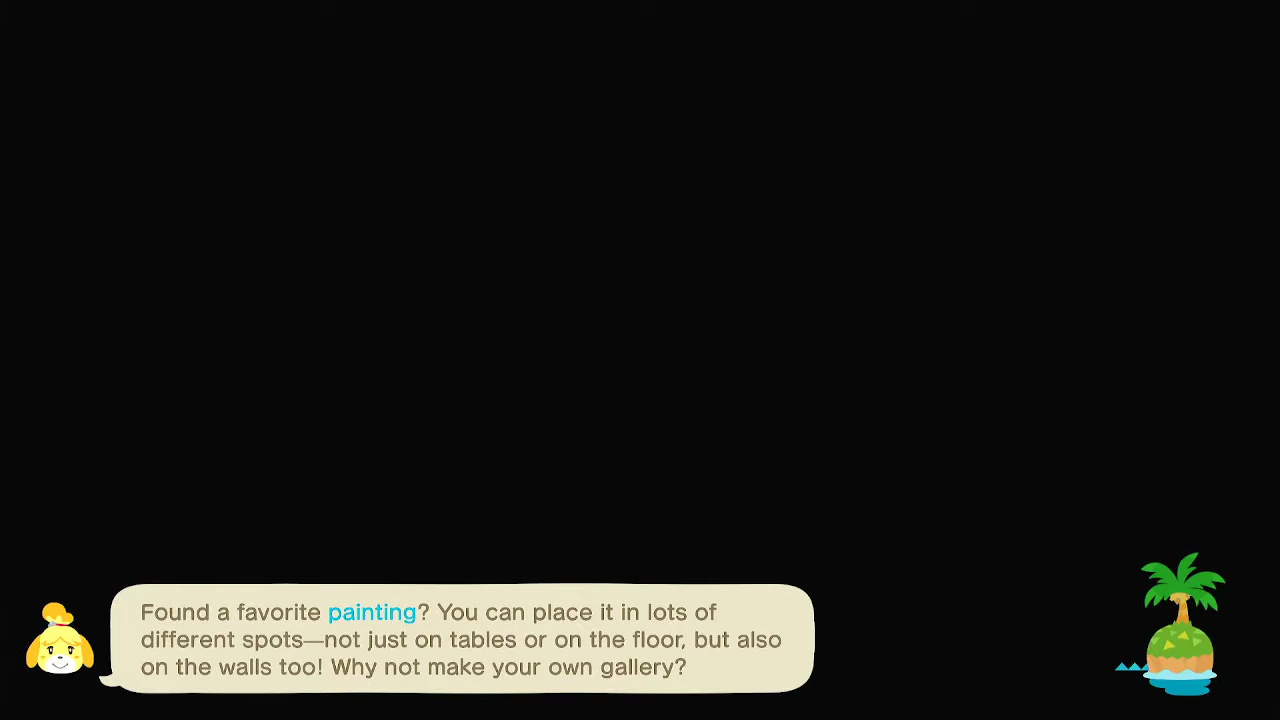 Found a favorite painting? You can place it in lots of
different spots—not just on tables or on the floor, but also
on the walls too! Why not make your own gallery?